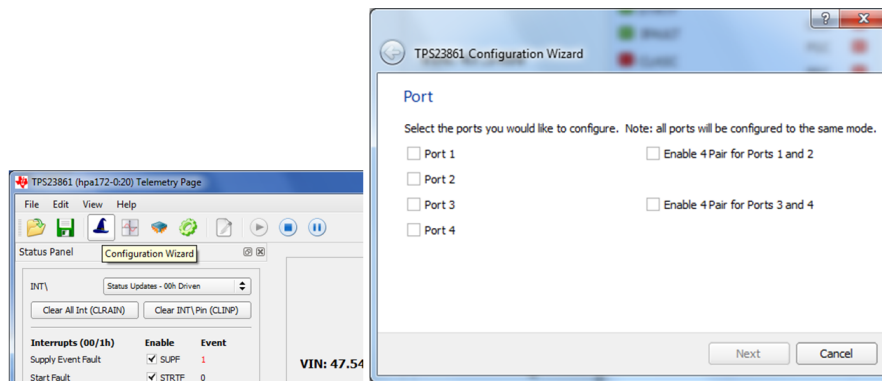 TPS23861 (hpa172-0:20) Telemetry Page
File Edit View Help
Configuration Wizard
Status Panel
INT\ Status Updates - 00h Driven
Clear All Int (CLRAIN) Clear INT\ Pin (CLINP)
Interrupts (00/1h) Enable Event
Supply Event Fault SUPF 1
Start Fault STRTF 0
VIN: 47.54
TPS23861 Configuration Wizard
Port
Select the ports you would like to configure. Note: all ports will be configured to the same mode.
Port 1 Enable 4 Pair for Ports 1 and 2
Port 2
Port 3 Enable 4 Pair for Ports 3 and 4
Port 4
Next Cancel